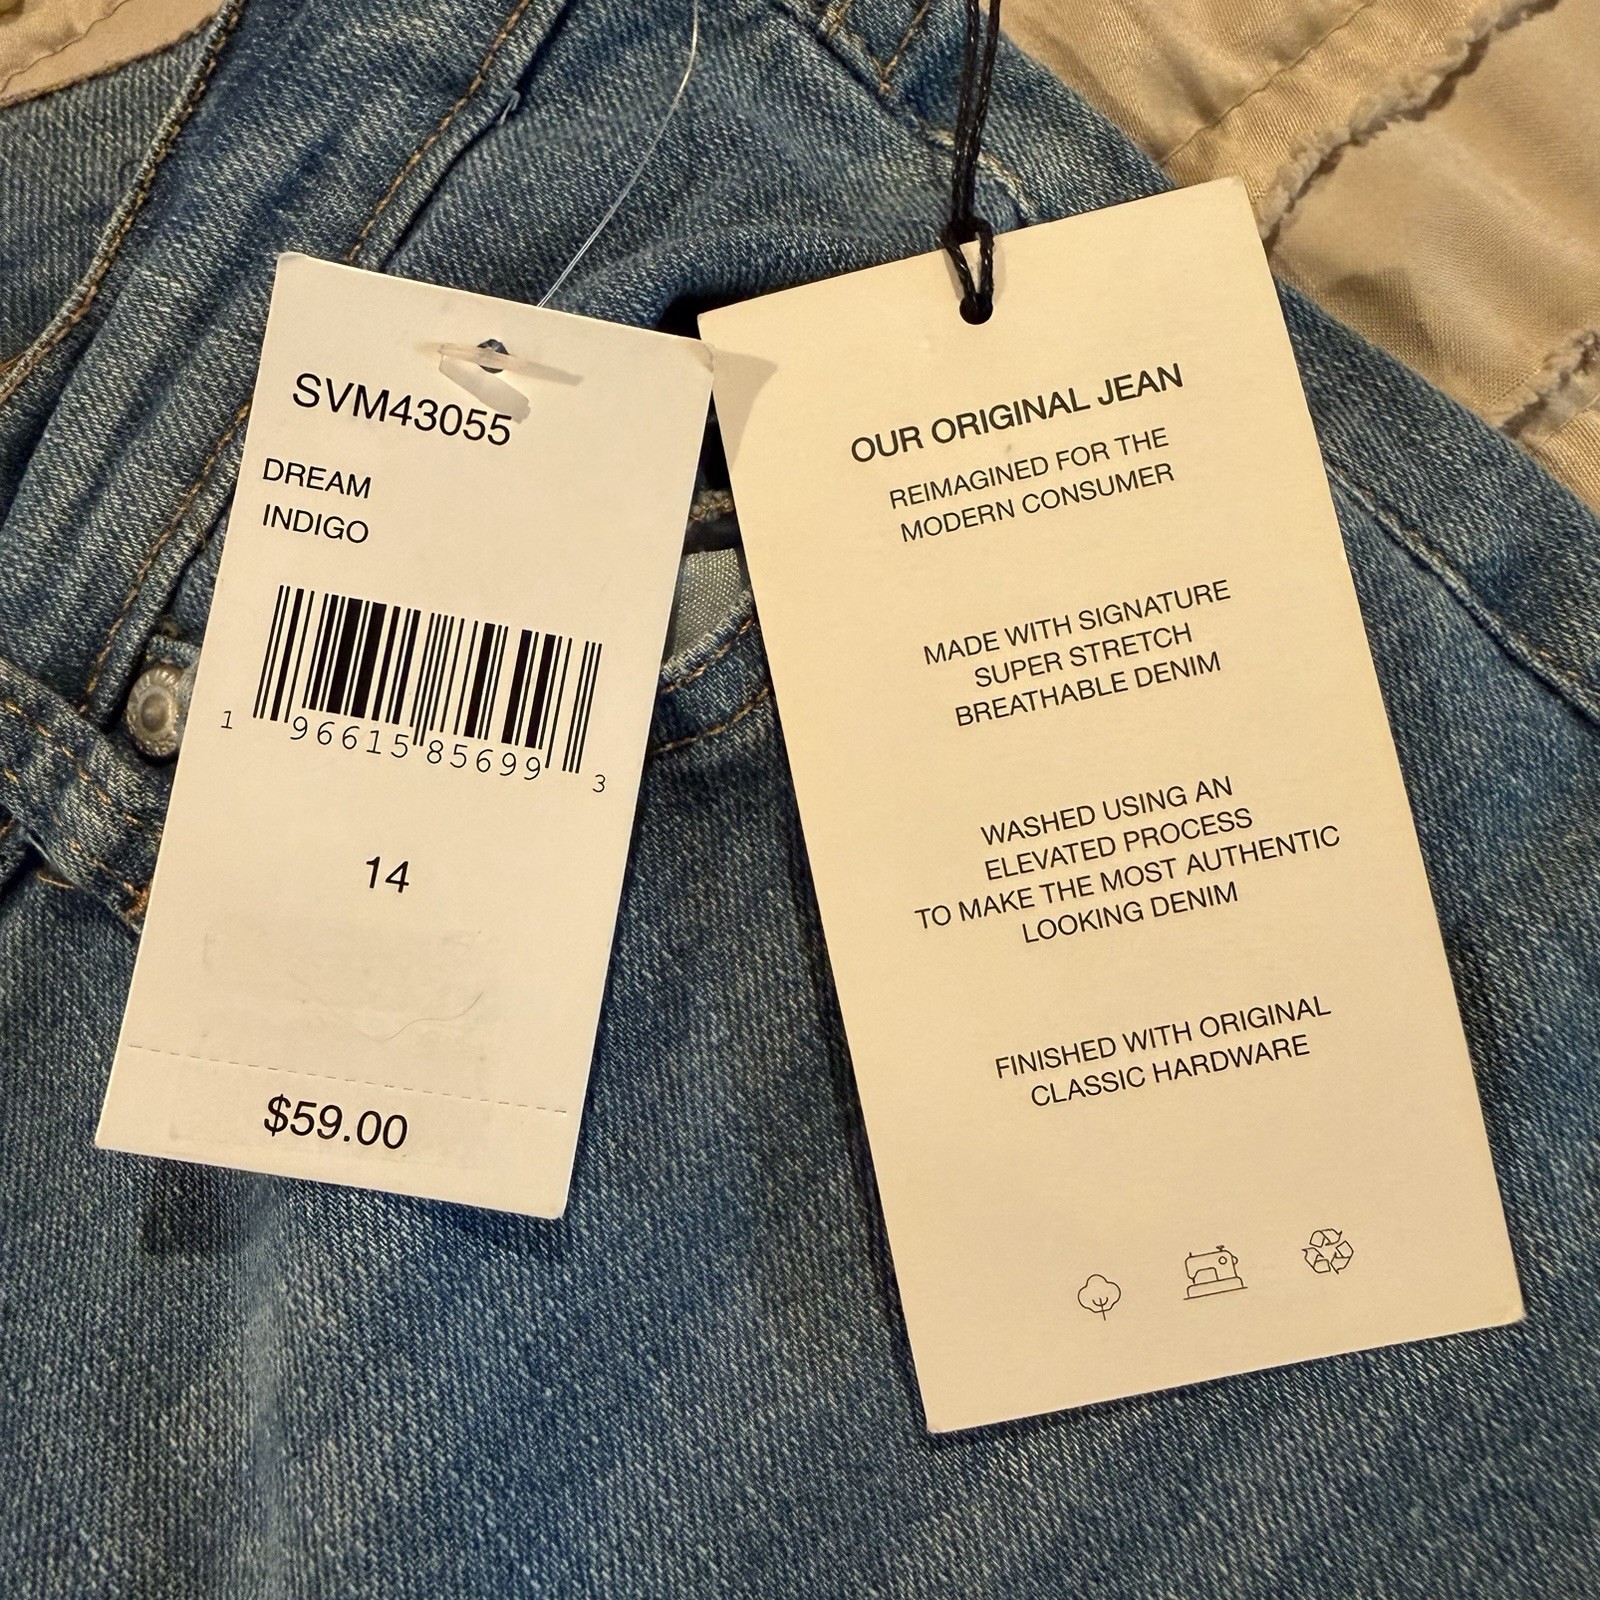 SVM43055
DREAM
INDIGO
1 96615 85699 3
14
$59.00
OUR ORIGINAL JEAN
REIMAGINED FOR THE
MODERN CONSUMER
MADE WITH SIGNATURE
SUPER STRETCH
BREATHABLE DENIM
WASHED USING AN
ELEVATED PROCESS
TO MAKE THE MOST AUTHENTIC
LOOKING DENIM
FINISHED WITH ORIGINAL
CLASSIC HARDWARE